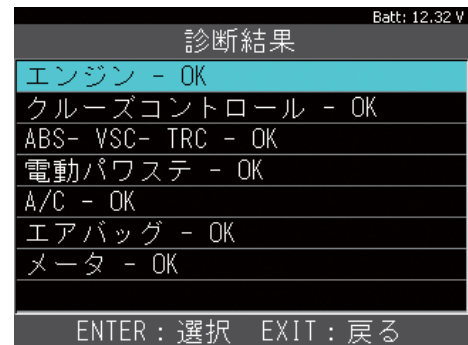 Batt: 12.32 V
診断結果
エンジン - OK
クルーズコントロール - OK
ABS- VSC- TRC - OK
電動パワステ - OK
A/C - OK
エアバッグ - OK
メータ - OK
ENTER：選択 EXIT：戻る